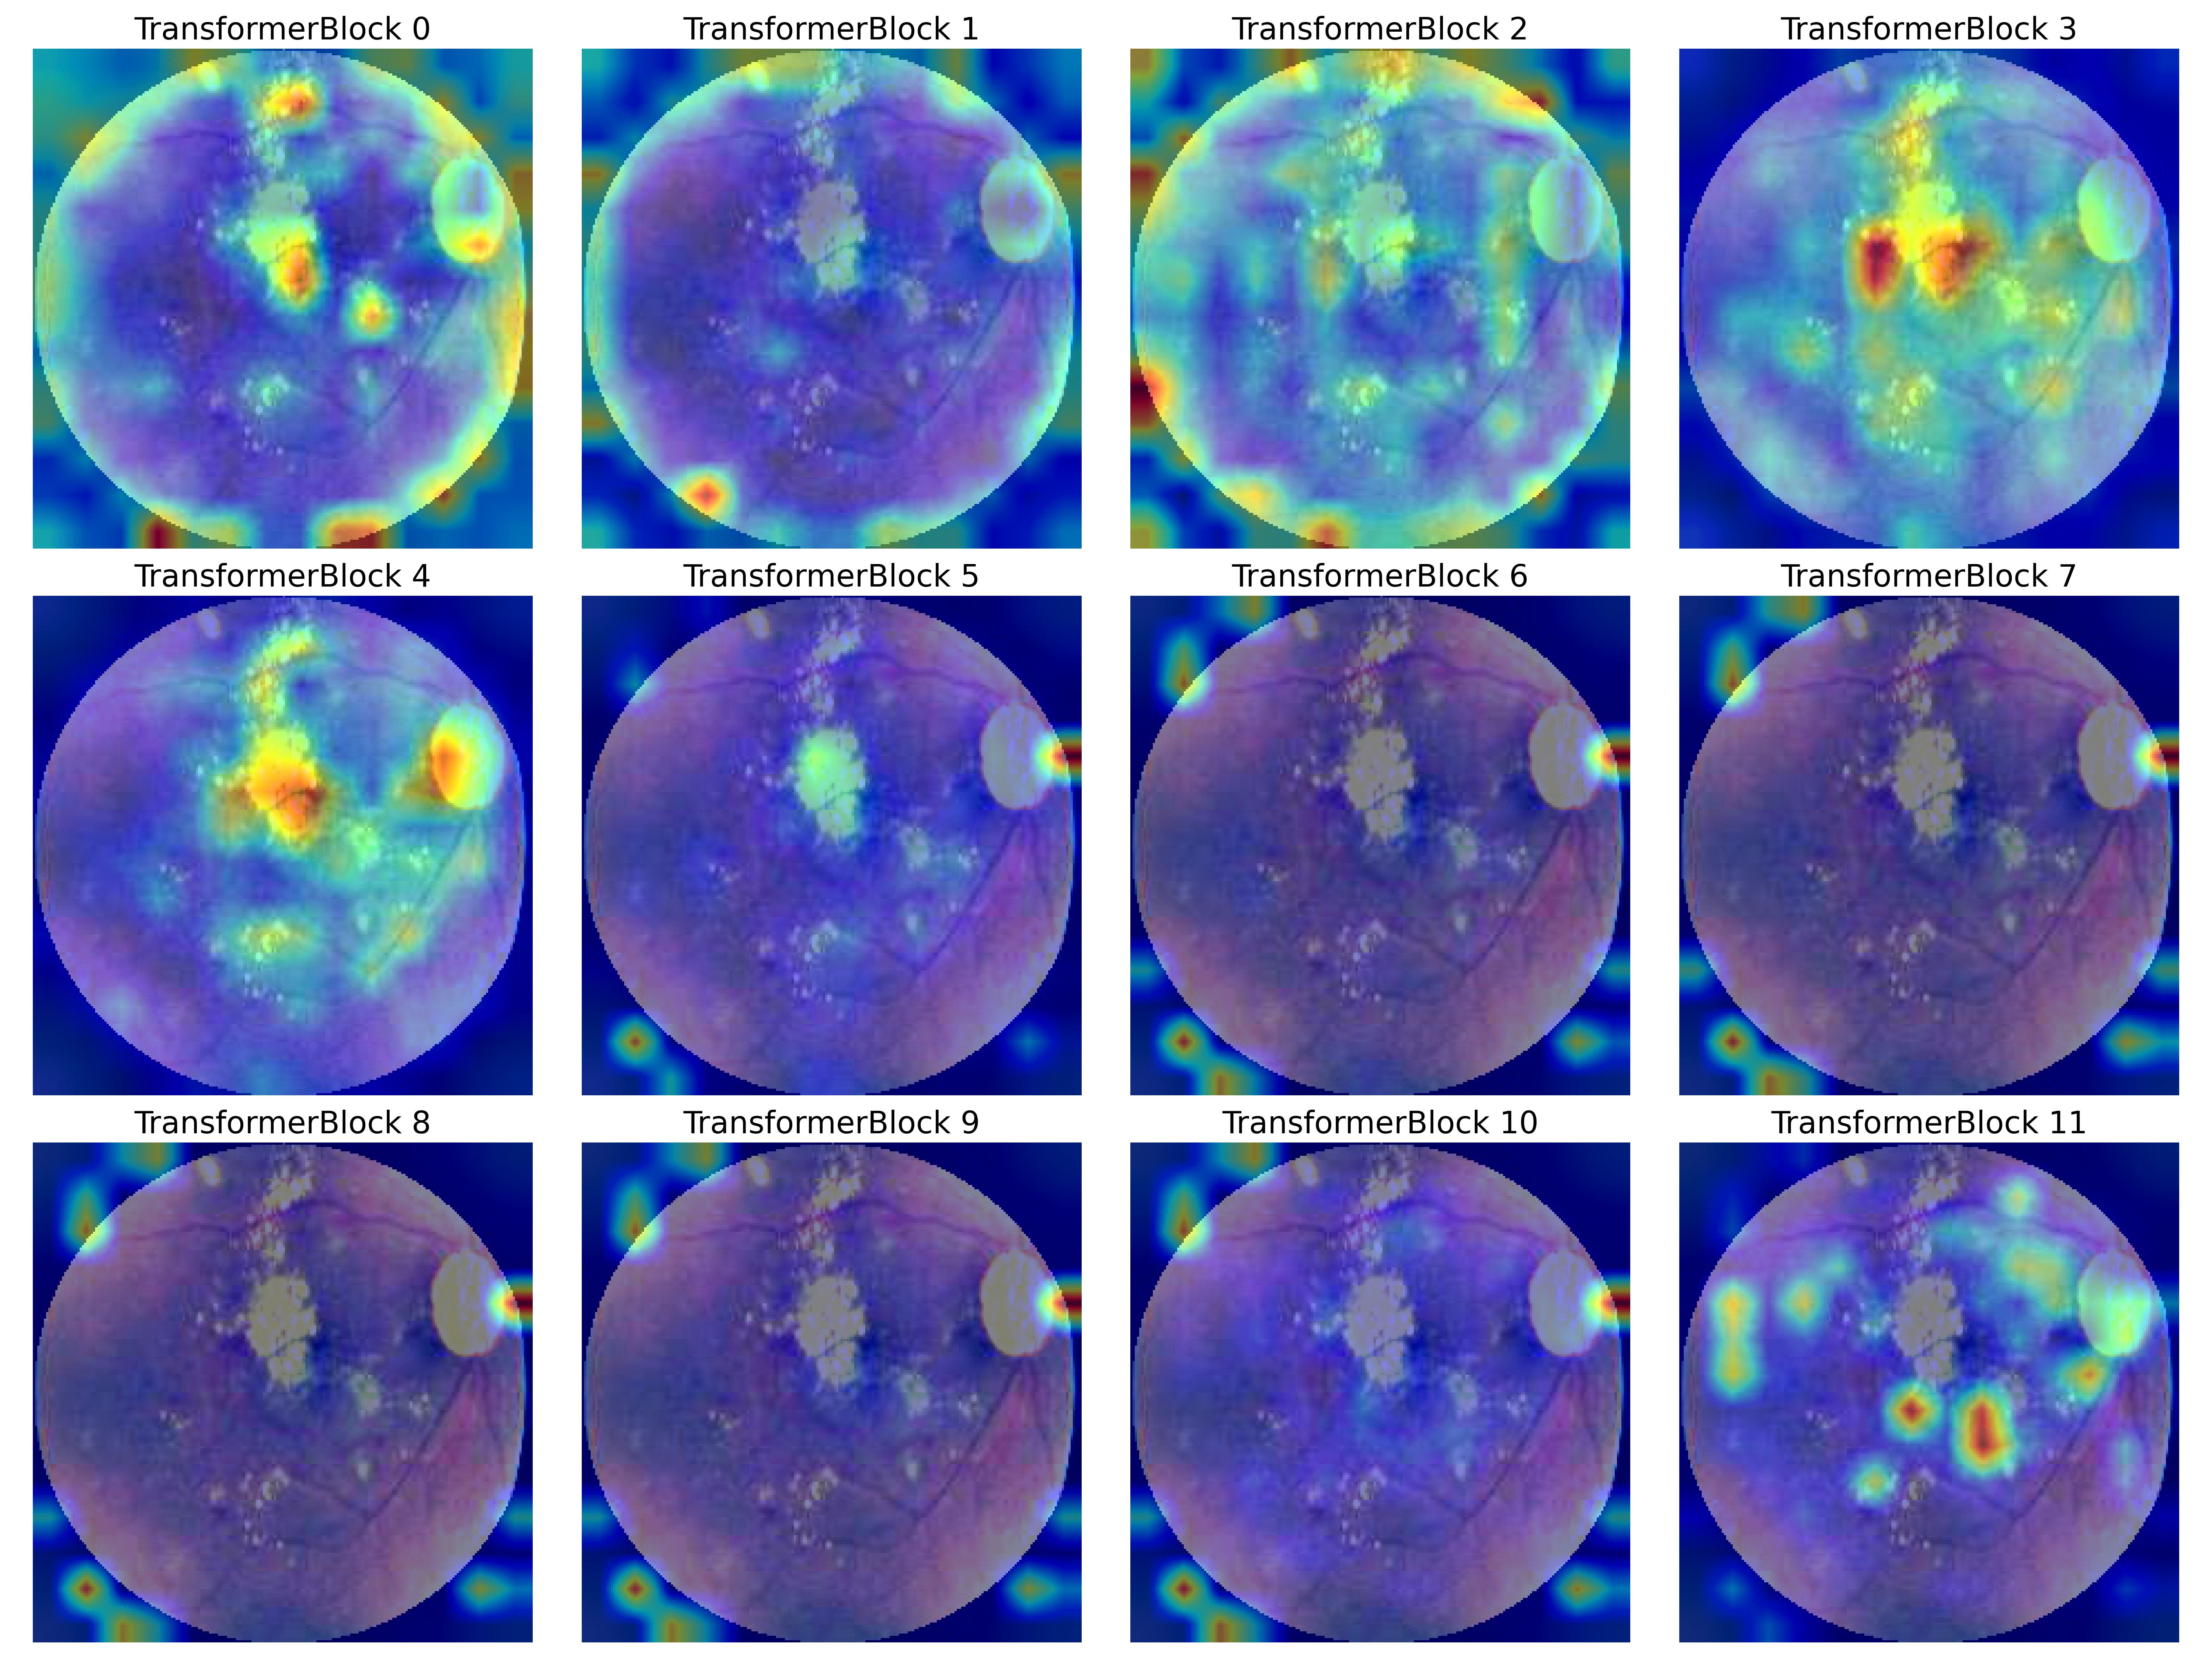 TransformerBlock 0
TransformerBlock 1
TransformerBlock 2
TransformerBlock 3
TransformerBlock 4
TransformerBlock 5
TransformerBlock 6
TransformerBlock 7
TransformerBlock 8
TransformerBlock 9
TransformerBlock 10
TransformerBlock 11